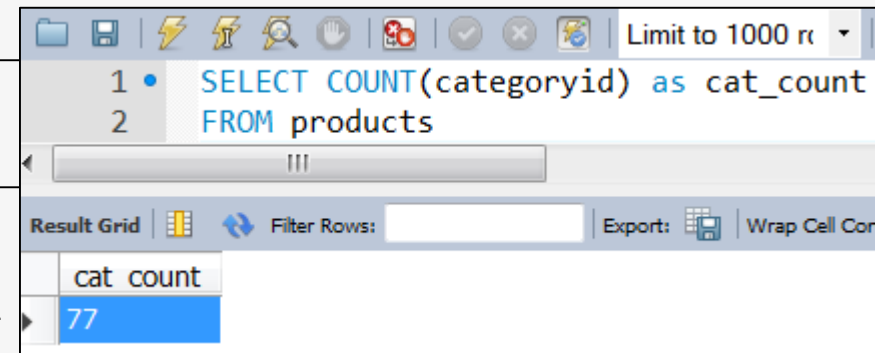 Limit to 1000 r
1 SELECT COUNT(categoryid) as cat_count
2 FROM products
Result Grid Filter Rows: Export: Wrap Cell Con
cat_count
77